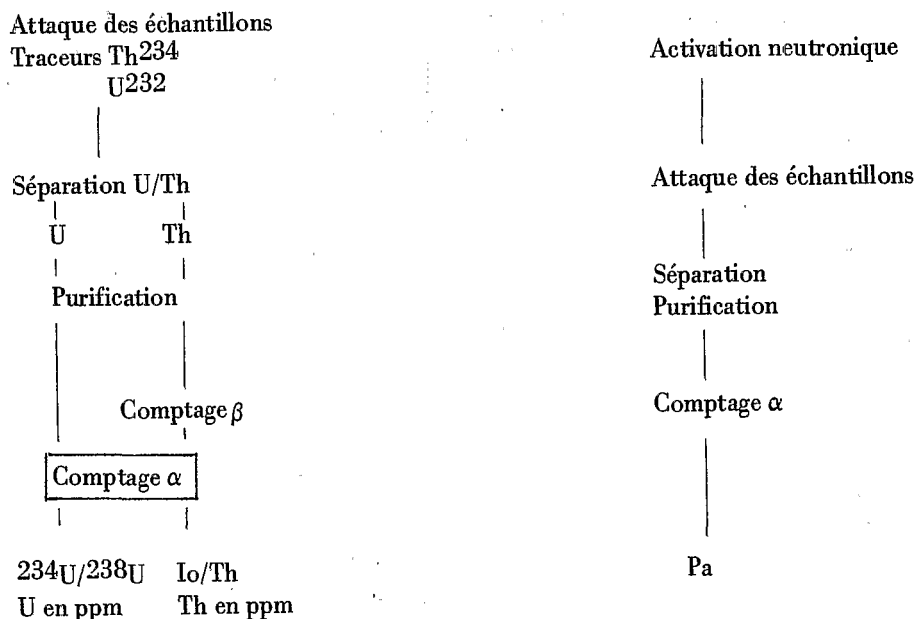 Attaque des échantillons
Traceurs Th234
U232
Séparation U/Th
U Th
Purification
Comptage β
Comptage α
234U/238U Io/Th
U en ppm Th en ppm
Activation neutronique
Attaque des échantillons
Séparation
Purification
Comptage α
Pa